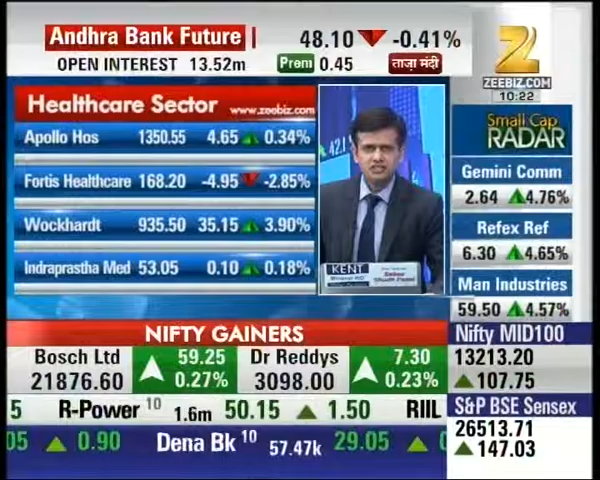 Andhra Bank Future
48.10 -0.41%
OPEN INTEREST 13.52m Prem 0.45 ताज़ा मंदी
Z
ZEEBIZ.COM
10:22
Healthcare Sector www.zeebiz.com
Apollo Hos 1350.55 4.65 0.34%
Fortis Healthcare 168.20 -4.95 -2.85%
Wockhardt 935.50 35.15 3.90%
Indraprastha Med 53.05 0.10 0.18%
42.1
KENT
Small Cap
RADAR
Gemini Comm
2.64 4.76%
Refex Ref
6.30 4.65%
Man Industries
59.50 4.57%
NIFTY GAINERS
Bosch Ltd 59.25 Dr Reddys 7.30
21876.60 0.27% 3098.00 0.23%
Nifty MID100
13213.20
107.75
S&P BSE Sensex
26513.71
147.03
5 R-Power 10 1.6m 50.15 1.50 RIIL
05 0.90 Dena Bk 10 57.47k 29.05 0